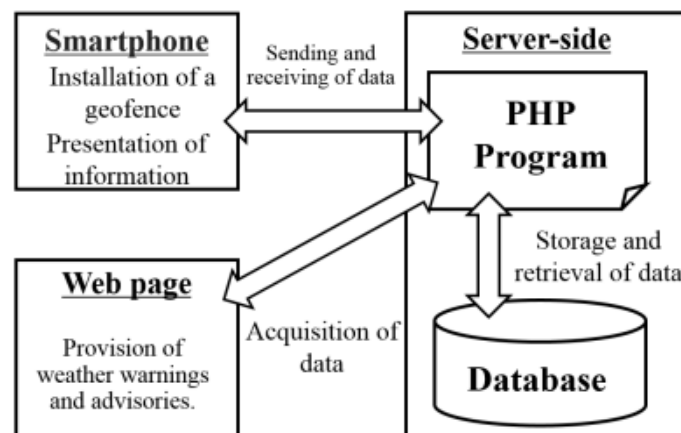 Smartphone
Installation of a
geofence
Presentation of
information
Sending and
receiving of data
Server-side
PHP
Program
Storage and
retrieval of data
Database
Web page
Provision of
weather warnings
and advisories.
Acquisition of
data